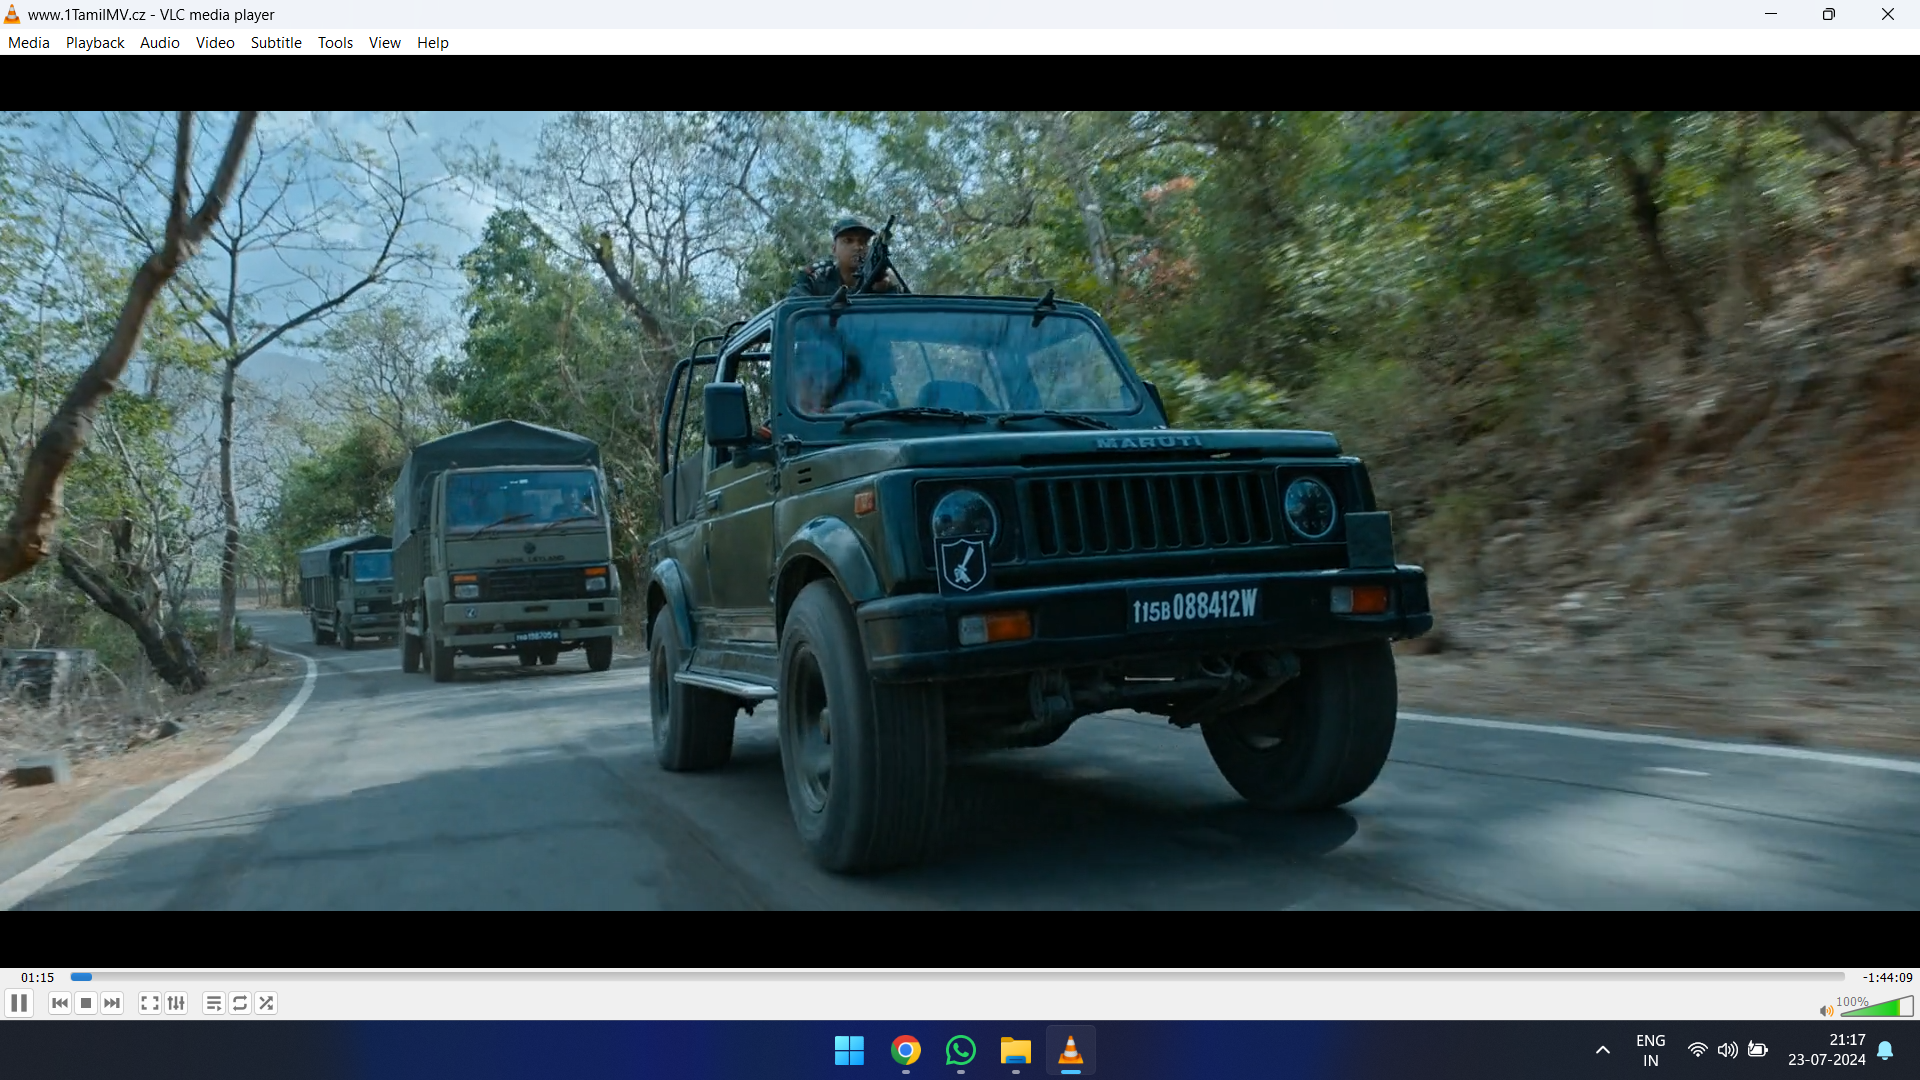 www.1TamilMV.cz - VLC media player
Media Playback Audio Video Subtitle Tools View Help
MARUTI
ASHOK LEYLAND
↑15B088412W
01:15
-1:44:09
100%
ENG
IN
21:17
23-07-2024